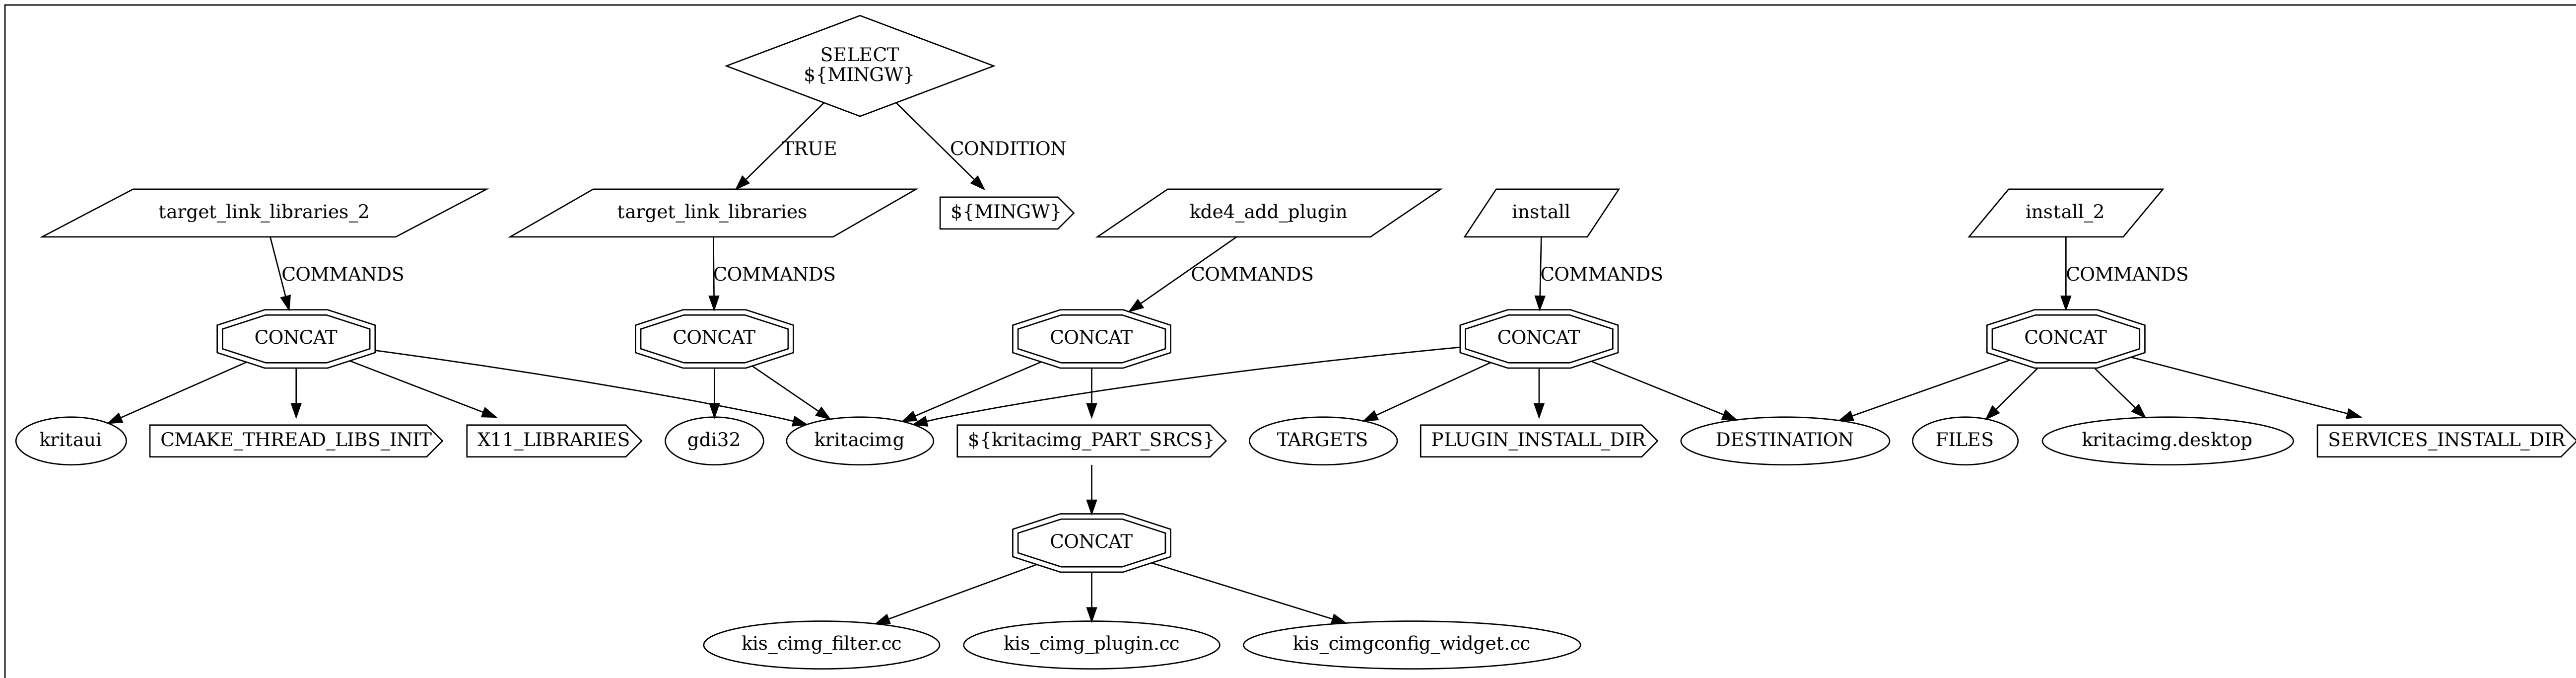 SELECT
${MINGW}
TRUE
CONDITION
target_link_libraries_2
target_link_libraries
${MINGW}
kde4_add_plugin
install
install_2
COMMANDS
COMMANDS
COMMANDS
COMMANDS
COMMANDS
CONCAT
CONCAT
CONCAT
CONCAT
CONCAT
kritaui
CMAKE_THREAD_LIBS_INIT
X11_LIBRARIES
gdi32
kritacimg
${kritacimg_PART_SRCS}
TARGETS
PLUGIN_INSTALL_DIR
DESTINATION
FILES
kritacimg.desktop
SERVICES_INSTALL_DIR
CONCAT
kis_cimg_filter.cc
kis_cimg_plugin.cc
kis_cimgconfig_widget.cc